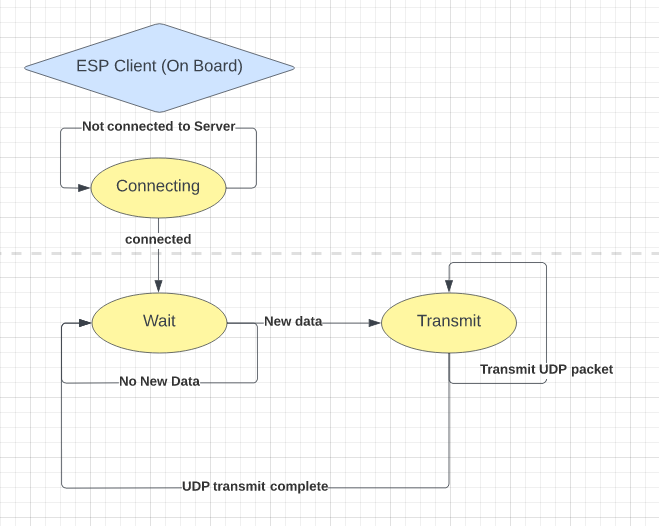 ESP Client (On Board)
Not connected to Server
Connecting
connected
Wait
New data
Transmit
Transmit UDP packet
No New Data
UDP transmit complete